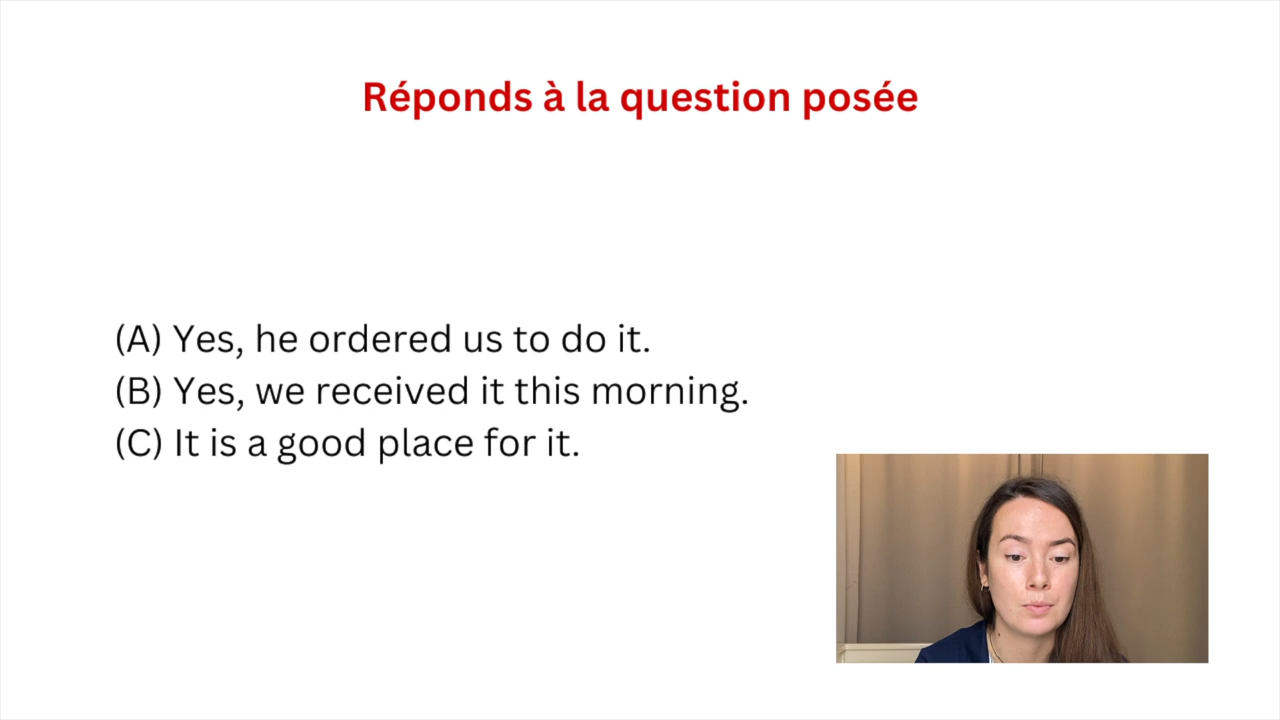 Réponds à la question posée
(A) Yes, he ordered us to do it.
(B) Yes, we received it this morning.
(C) It is a good place for it.